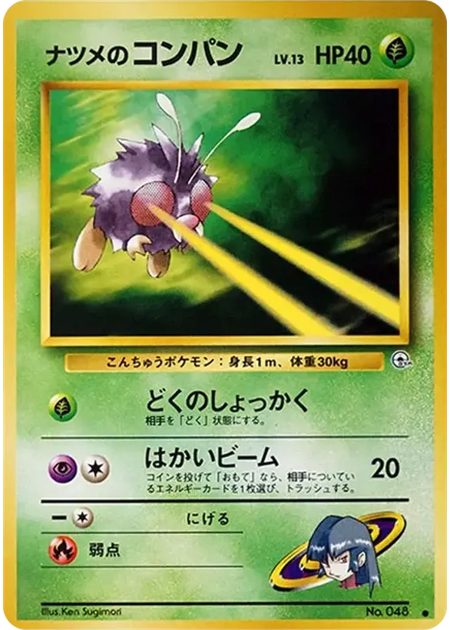 ナツメのコンパン LV.13 HP40
こんちゅうポケモン：身長1m、体重30kg
どくのしょっかく
相手を「どく」状態にする。
はかいビーム 20
コインを投げて「おもて」なら、相手についてい
るエネルギーカードを1枚選び、トラッシュする。
にげる
弱点
Illus.Ken Sugimori No. 048